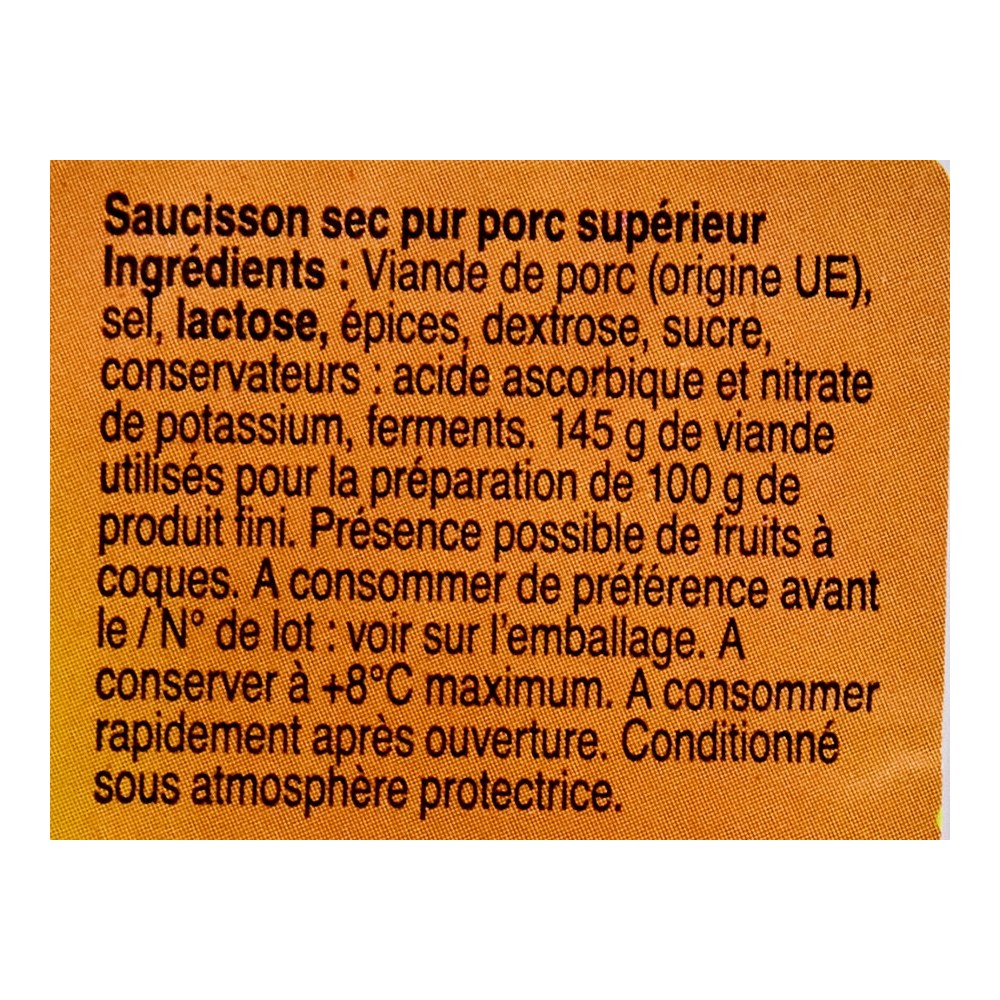 Saucisson sec pur porc supérieur
Ingrédients : Viande de porc (origine UE),
sel, lactose, épices, dextrose, sucre,
conservateurs : acide ascorbique et nitrate
de potassium, ferments. 145 g de viande
utilisés pour la préparation de 100 g de
produit fini. Présence possible de fruits à
coques. A consommer de préférence avant
le / N° de lot : voir sur l'emballage. A
conserver à +8°C maximum. A consommer
rapidement après ouverture. Conditionné
sous atmosphère protectrice.